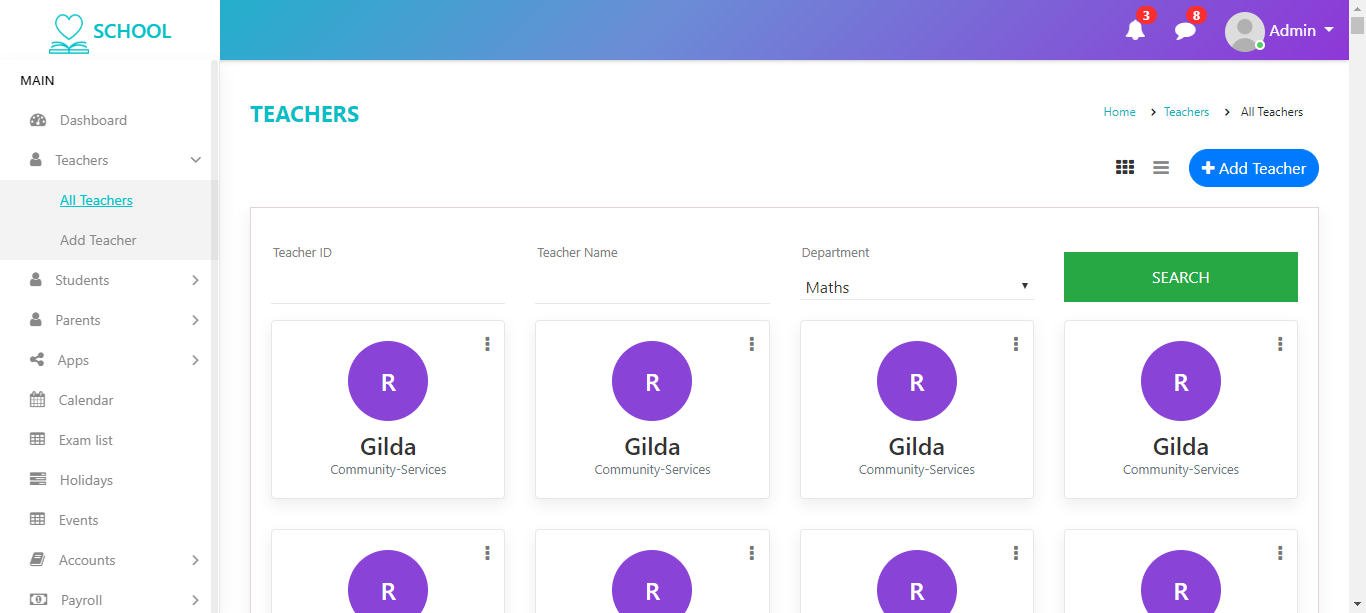 SCHOOL
3
8
Admin
MAIN
Dashboard
Teachers
All Teachers
Add Teacher
Students
Parents
Apps
Calendar
Exam list
Holidays
Events
Accounts
Payroll
TEACHERS
Home > Teachers > All Teachers
Add Teacher
Teacher ID
Teacher Name
Department
Maths
SEARCH
R
Gilda
Community-Services
R
Gilda
Community-Services
R
Gilda
Community-Services
R
Gilda
Community-Services
R
R
R
R